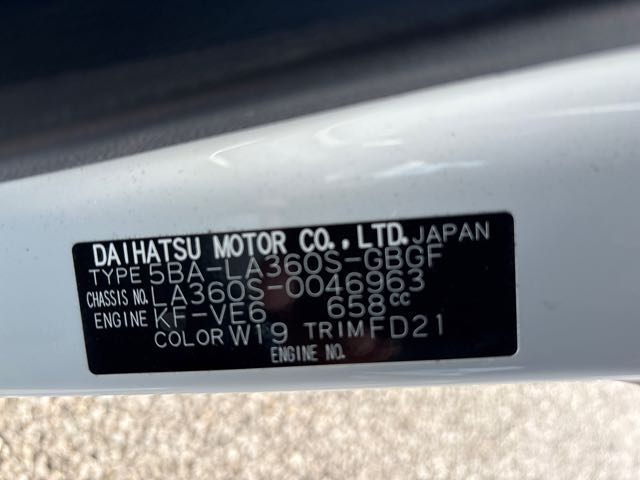 DAIHATSU MOTOR CO., LTD. JAPAN
TYPE 5BA-LA360S-GBGF
CHASSIS NO. LA360S-0046963
ENGINE KF-VE6 658cc
COLOR W19 TRIM FD21
ENGINE NO.